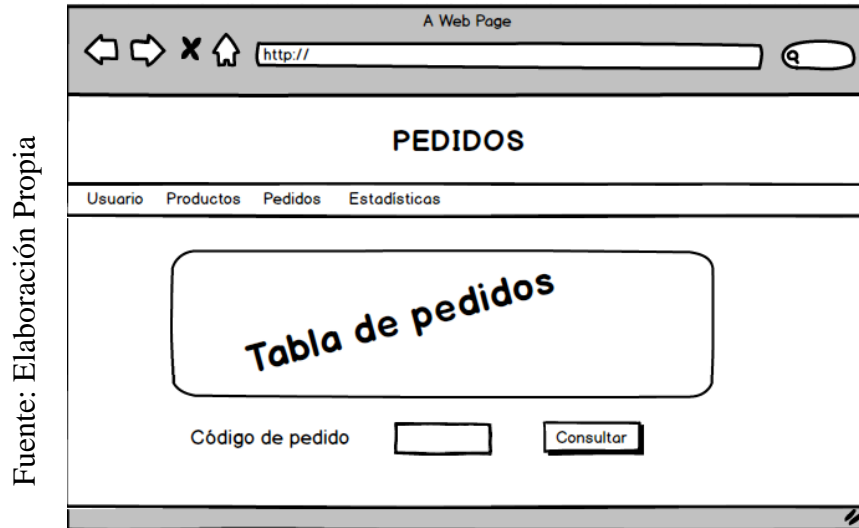 A Web Page
http://
PEDIDOS
Usuario Productos Pedidos Estadísticas
Tabla de pedidos
Código de pedido Consultar
Fuente: Elaboración Propia